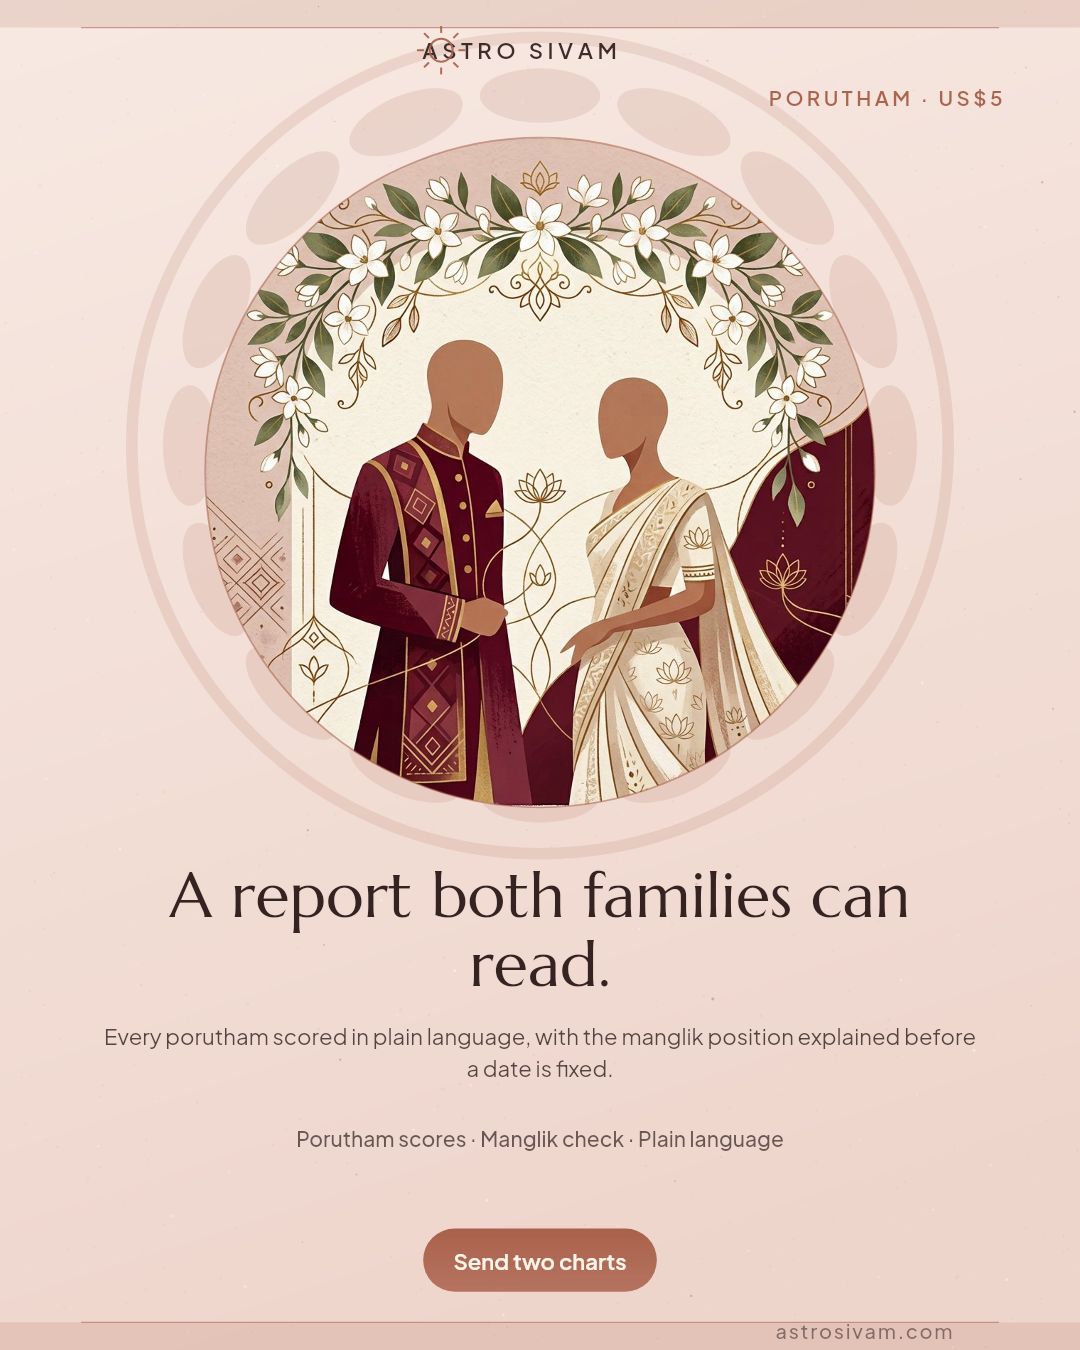 ASTRO SIVAM
PORUTHAM · US$5
A report both families can
read.
Every porutham scored in plain language, with the manglik position explained before
a date is fixed.
Porutham scores · Manglik check · Plain language
Send two charts
astrosivam.com